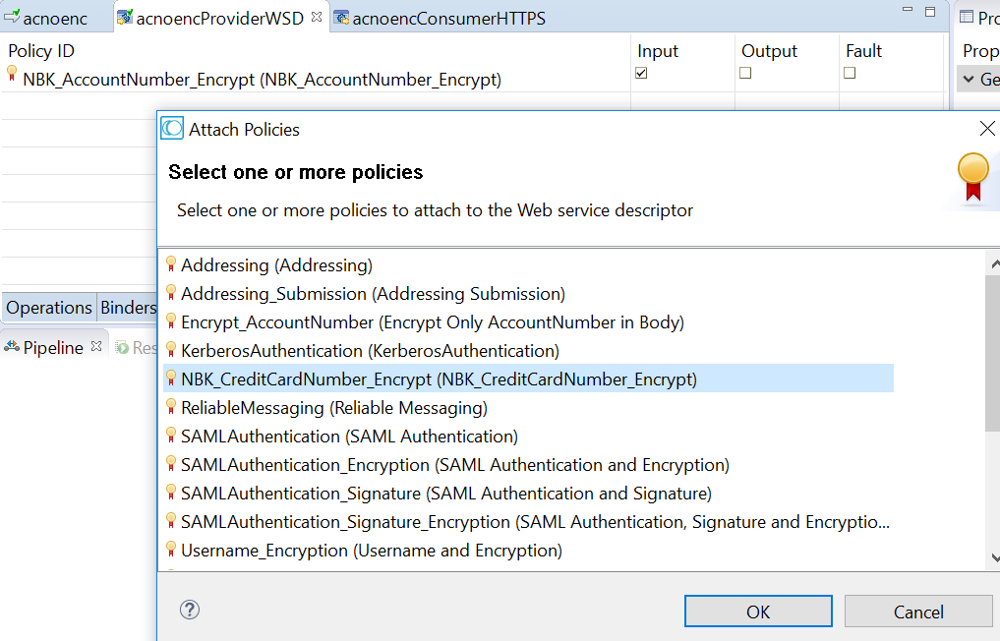 acnoenc acnoencProviderWSD acnoencConsumerHTTPS Pro
Policy ID Input Output Fault Prop
NBK_AccountNumber_Encrypt (NBK_AccountNumber_Encrypt) Ge
Attach Policies
Select one or more policies
Select one or more policies to attach to the Web service descriptor
Addressing (Addressing)
Addressing_Submission (Addressing Submission)
Operations Binders
Encrypt_AccountNumber (Encrypt Only AccountNumber in Body)
Pipeline Res
KerberosAuthentication (KerberosAuthentication)
NBK_CreditCardNumber_Encrypt (NBK_CreditCardNumber_Encrypt)
ReliableMessaging (Reliable Messaging)
SAMLAuthentication (SAML Authentication)
SAMLAuthentication_Encryption (SAML Authentication and Encryption)
SAMLAuthentication_Signature (SAML Authentication and Signature)
SAMLAuthentication_Signature_Encryption (SAML Authentication, Signature and Encryptio...
Username_Encryption (Username and Encryption)
? OK Cancel